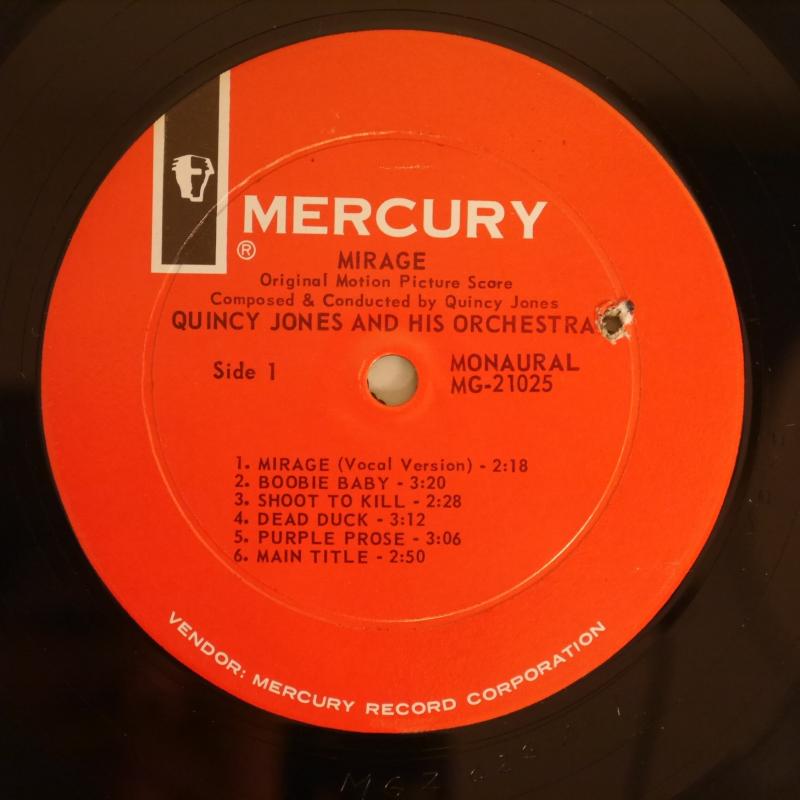 MERCURY
®
MIRAGE
Original Motion Picture Score
Composed & Conducted by Quincy Jones
QUINCY JONES AND HIS ORCHESTRA
Side 1
MONAURAL
MG-21025
1. MIRAGE (Vocal Version) - 2:18
2. BOOBIE BABY - 3:20
3. SHOOT TO KILL - 2:28
4. DEAD DUCK - 3:12
5. PURPLE PROSE - 3:06
6. MAIN TITLE - 2:50
VENDOR: MERCURY RECORD CORPORATION